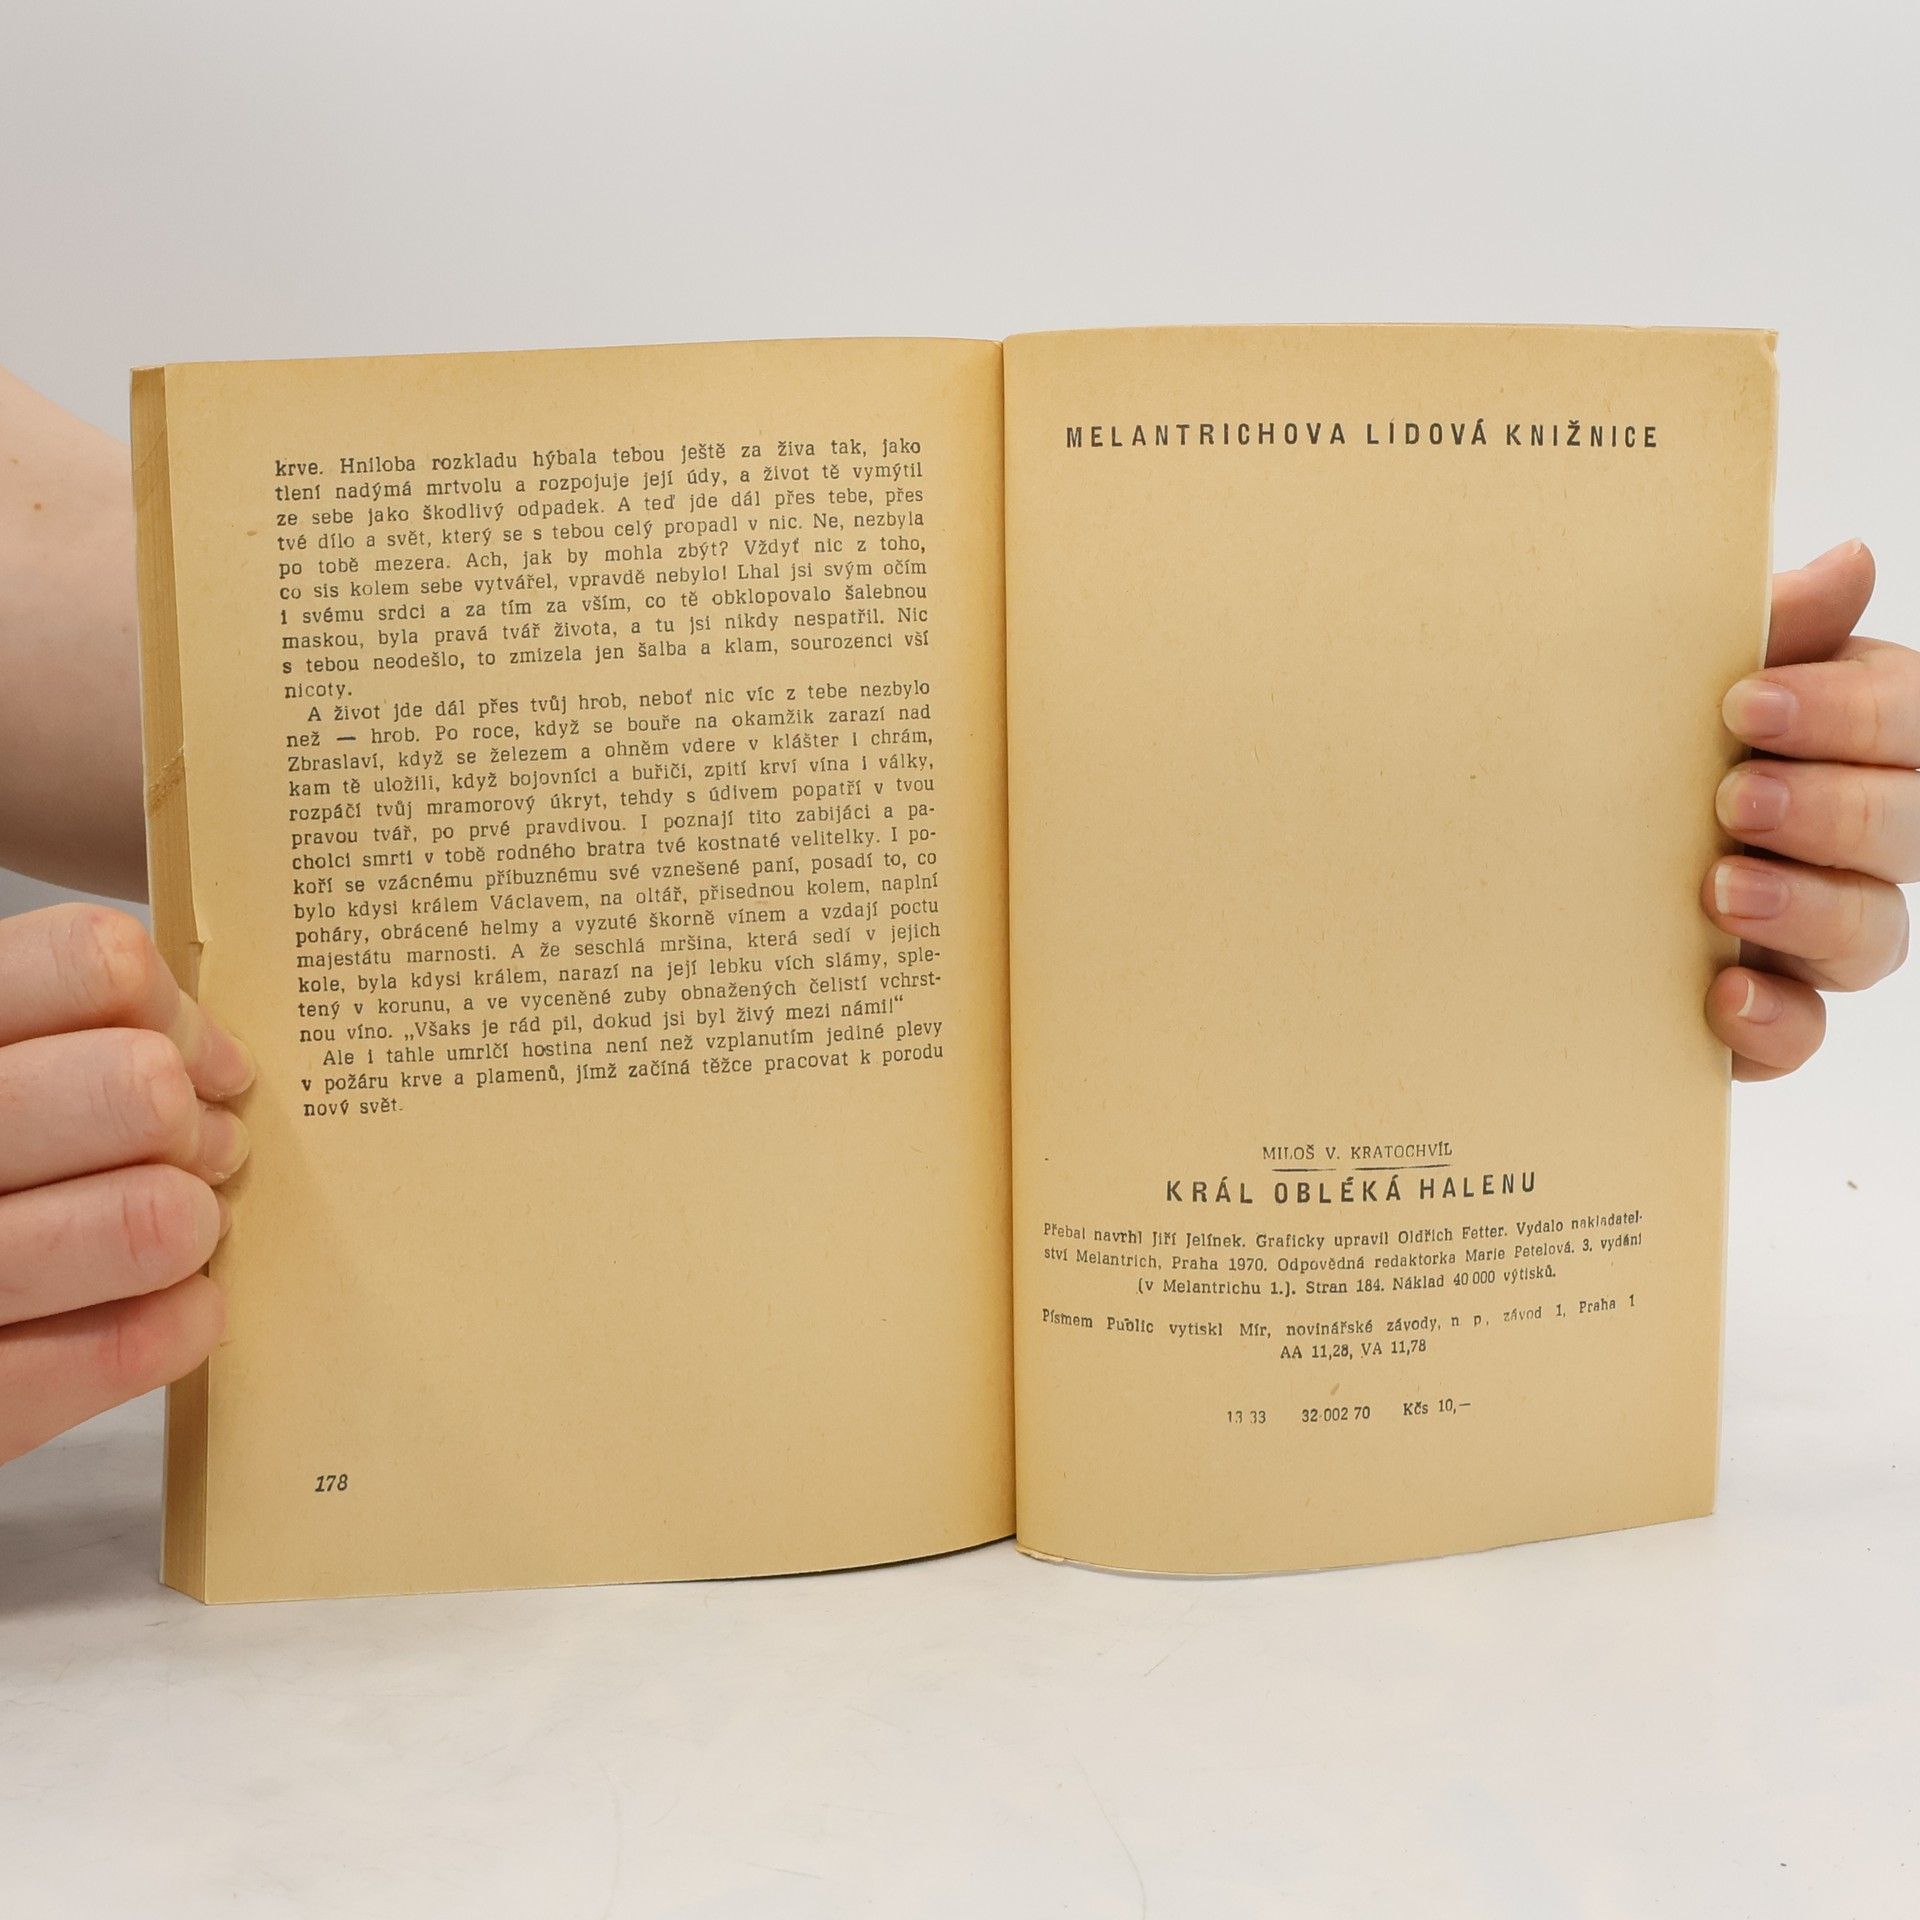 krve. Hniloba rozkladu hýbala tebou ještě za živa tak, jako
tlení nadýmá mrtvolu a rozpojuje její údy, a život tě vymýtil
ze sebe jako škodlivý odpadek. A teď jde dál přes tebe, přes
tvé dílo a svět, který se s tebou celý propadl v nic. Ne, nezbyla
po tobě mezera. Ach, jak by mohla zbýt? Vždyť nic z toho,
co sis kolem sebe vytvářel, vpravdě nebylo! Lhal jsi svým očím
i svému srdci a za tím za vším, co tě obklopovalo šalebnou
maskou, byla pravá tvář života, a tu jsi nikdy nespatřil. Nic
s tebou neodešlo, to zmizela jen šalba a klam, sourozenci vší
nicoty.
A život jde dál přes tvůj hrob, neboť nic víc z tebe nezbylo
než — hrob. Po roce, když se bouře na okamžik zarazí nad
Zbraslaví, když se železem a ohněm vdere v klášter i chrám,
kam tě uložili, když bojovníci a buřiči, zpití krví vína i války,
rozpáčí tvůj mramorový úkryt, tehdy s údivem popatří v tvou
pravou tvář, po prvé pravdivou. I poznají tito zabijáci a pa-
cholci smrti v tobě rodného bratra tvé kostnaté velitelky. I po-
koří se vzácnému příbuznému své vznešené paní, posadí to, co
bylo kdysi králem Václavem, na oltář, přisednou kolem, naplní
poháry, obrácené helmy a vyzuté škorně vínem a vzdají poctu
majestátu marnosti. A že seschlá mršina, která sedí v jejich
kole, byla kdysi králem, narazí na její lebku vích slámy, sple-
tený v korunu, a ve vyceněné zuby obnažených čelistí vchrst-
nou víno. „Všaks je rád pil, dokud jsi byl živý mezi námi!“
Ale i tahle umrlčí hostina není než vzplanutím jediné plevy
v požáru krve a plamenů, jímž začíná těžce pracovat k porodu
nový svět.
178
MELANTRICHOVA LIDOVÁ KNIŽNICE
MILOŠ V. KRATOCHVÍL
KRÁL OBLÉKÁ HALENU
Přebal navrhl Jiří Jelínek. Graficky upravil Oldřich Fetter. Vydalo nakladatel-
ství Melantrich, Praha 1970. Odpovědná redaktorka Marie Petelová. 3. vydání
(v Melantrichu 1.). Stran 184. Náklad 40 000 výtisků.
Písmem Public vytiskl Mír, novinářské závody, n. p., závod 1, Praha 1
AA 11,28, VA 11,78
13 33 32-002 70 Kčs 10,—